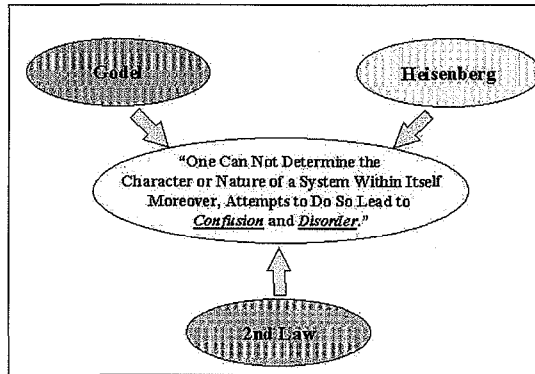 Godel
Heisenberg
“One Can Not Determine the
Character or Nature of a System Within Itself
Moreover, Attempts to Do So Lead to
Confusion and Disorder.”
2nd Law